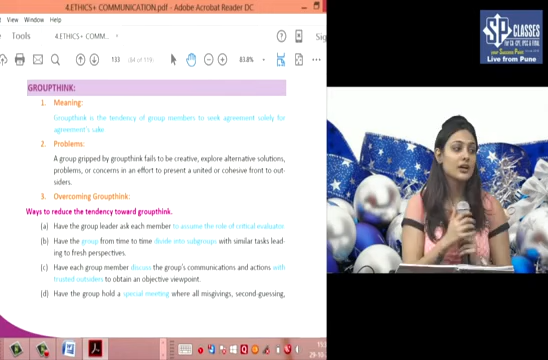 4.ETHICS+ COMMUNICATION.pdf - Adobe Acrobat Reader DC
View Window Help
Tools
4.ETHICS+ COMM...
133
(84 of 119)
83.8%
GROUPTHINK:
1. Meaning:
Groupthink is the tendency of group members to seek agreement solely for
agreement's sake.
2. Problems:
A group gripped by groupthink fails to be creative, explore alternative solutions,
problems, or concerns in an effort to present a united or cohesive front to out-
siders.
3 Overcoming Groupthink:
Ways to reduce the tendency toward groupthink.
(a) Have the group leader ask each member to assume the role of critical evaluator.
(b) Have the group from time to time divide into subgroups with similar tasks lead-
ing to fresh perspectives.
(c) Have each group member discuss the group's communications and actions with
trusted outsiders to obtain an objective viewpoint.
(d) Have the group hold a special meeting where all misgivings, second-guessing,
CLASSES
for CA - CPT, IPCC & FINAL
Live from Pune